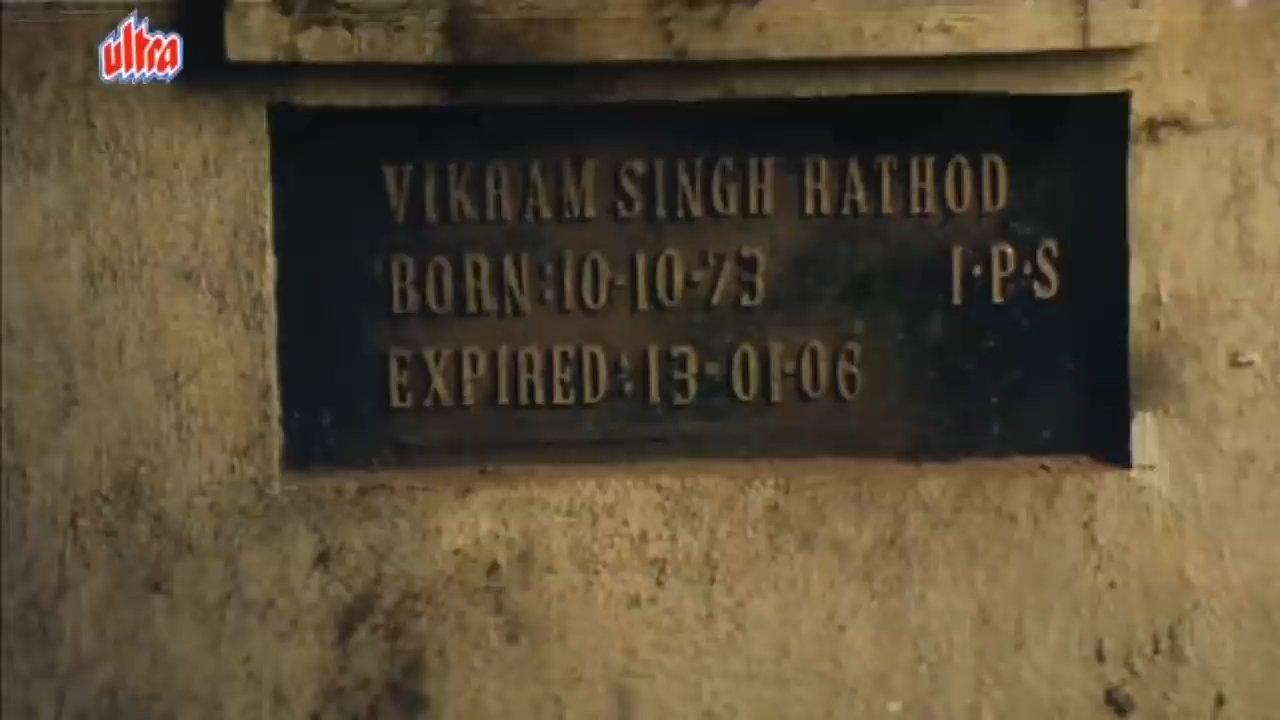 ultra
VIKRAM SINGH RATHOD
BORN:10-10-73 I·P·S
EXPIRED:13-01-06